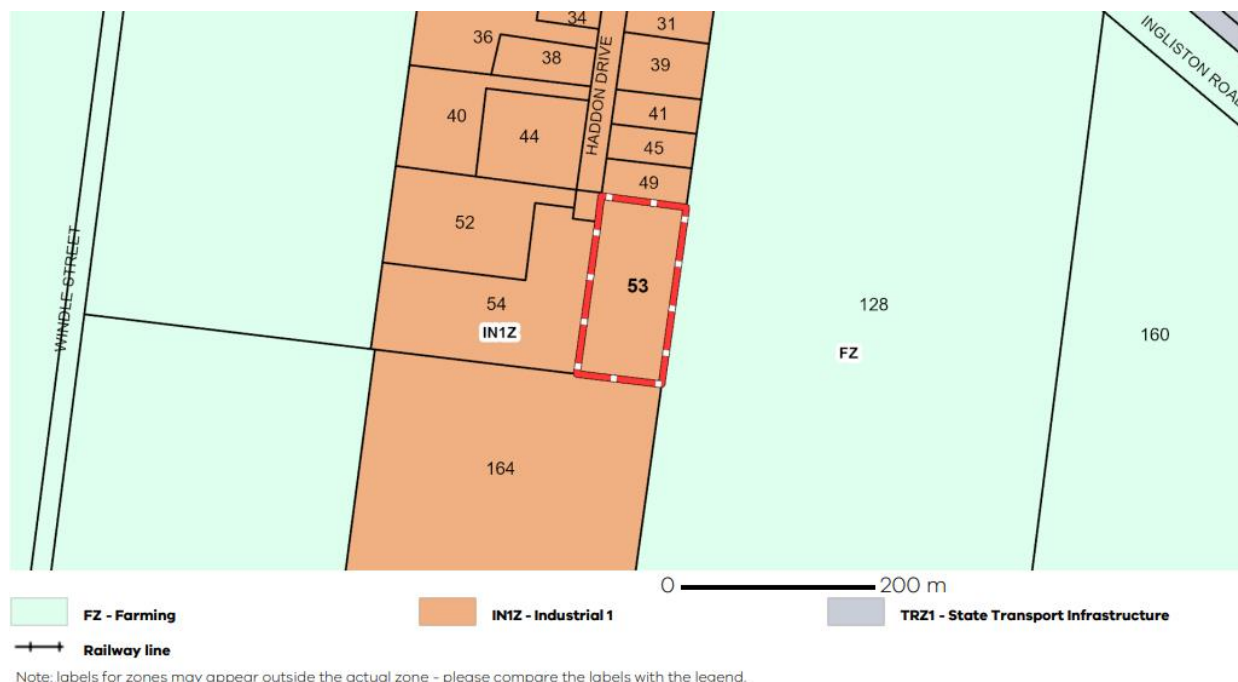 34
31
36
38
39
INGLISTON ROAD
HADDON DRIVE
40
44
41
45
49
52
WINDLE STREET
53
54
IN1Z
128
FZ
160
164
0 200 m
FZ - Farming
IN1Z - Industrial 1
TRZ1 - State Transport Infrastructure
Railway line
Note: labels for zones may appear outside the actual zone - please compare the labels with the legend.